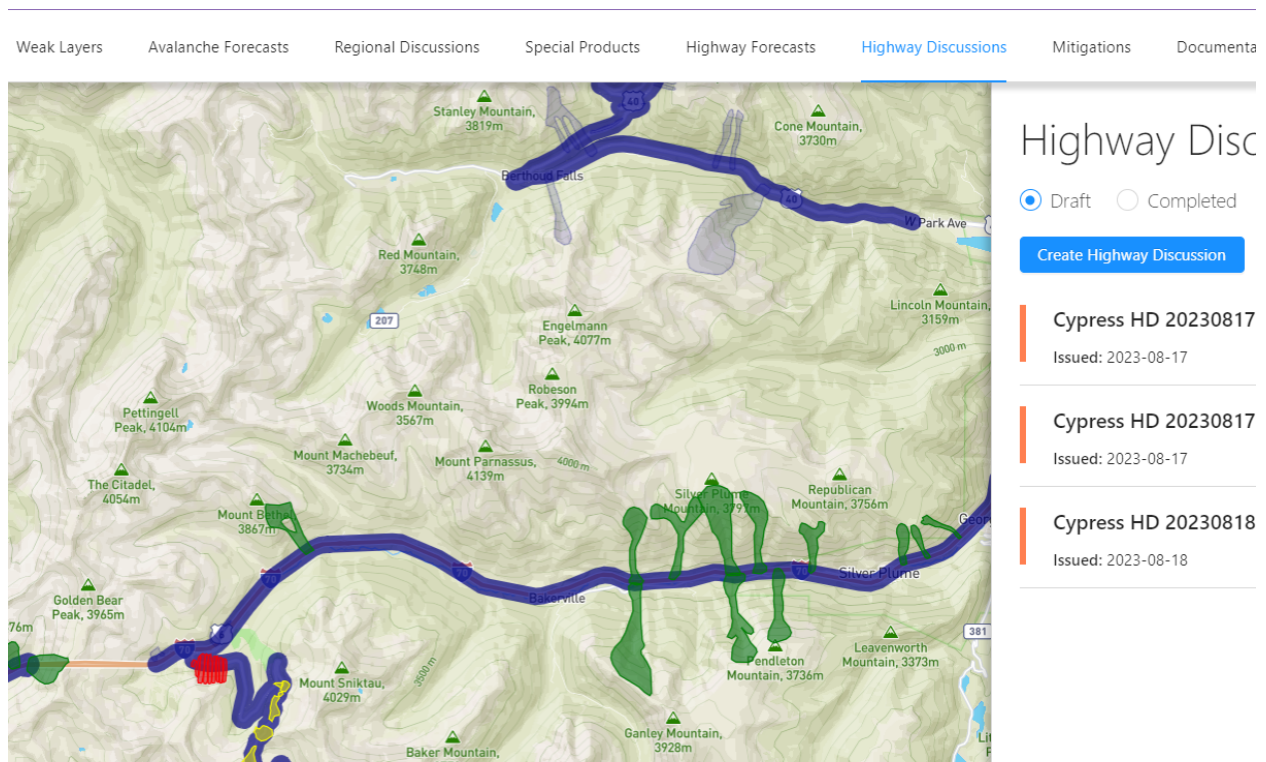 Weak Layers
Avalanche Forecasts
Regional Discussions
Special Products
Highway Forecasts
Highway Discussions
Mitigations
Documenta
Stanley Mountain,
3819m
40
Cone Mountain,
3730m
Berthoud Falls
40
W Park Ave
Red Mountain,
3748m
Lincoln Mountain,
3159m
207
Engelmann
Peak, 4077m
3000 m
Robeson
Peak, 3994m
Woods Mountain,
3567m
Pettingell
Peak, 4104m
Mount Machebeuf,
3734m
Mount Parnassus,
4139m
4000 m
The Citadel,
4054m
Silver Plume
Mountain, 3797m
Republican
Mountain, 3756m
Mount Bethel
3867m
Geor
70
70
70
Silver Plume
Bakerville
Golden Bear
Peak, 3965m
76m
6
70
381
Leavenworth
Mountain, 3373m
Pendleton
Mountain, 3736m
Mount Sniktau,
4029m
3500 m
Ganley Mountain,
3928m
Baker Mountain,
Lit
Highway Disc
Draft
Completed
Create Highway Discussion
Cypress HD 20230817
Issued: 2023-08-17
Cypress HD 20230817
Issued: 2023-08-17
Cypress HD 20230818
Issued: 2023-08-18